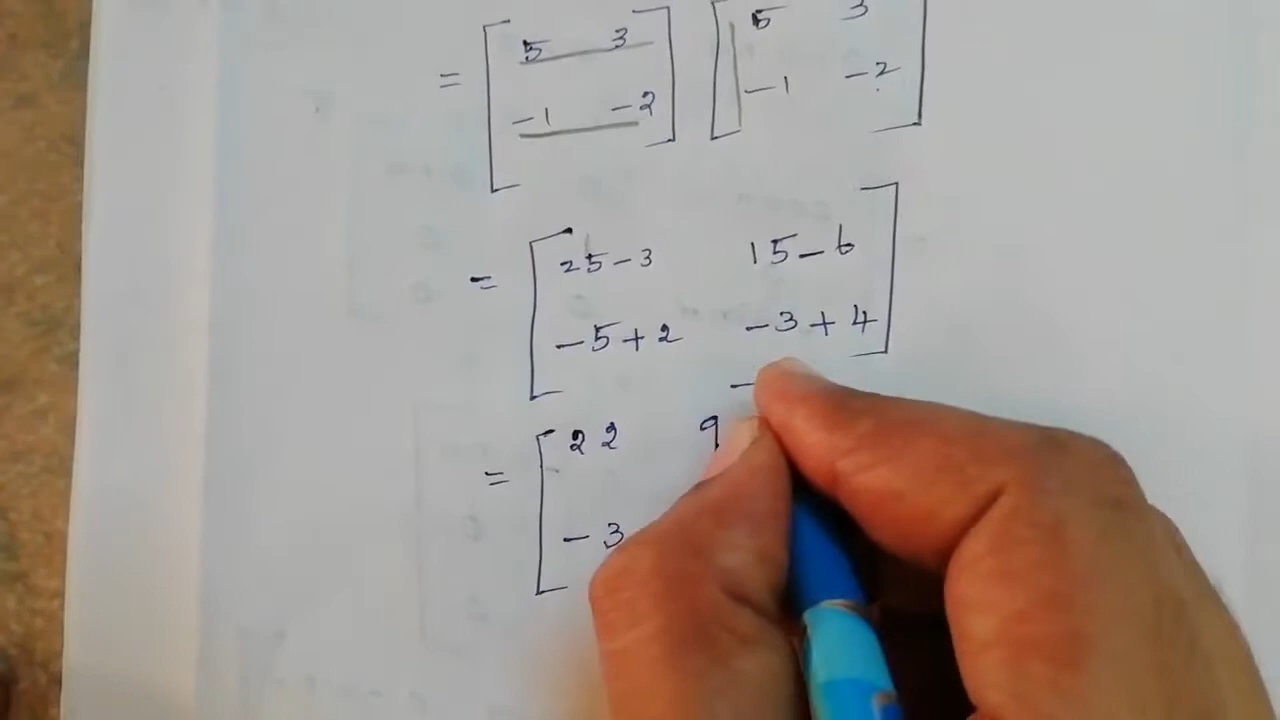 5 3 5 3
= -1 -2 -1 -2
25-3 15-6
= -5+2 -3+4
22 9
= -3